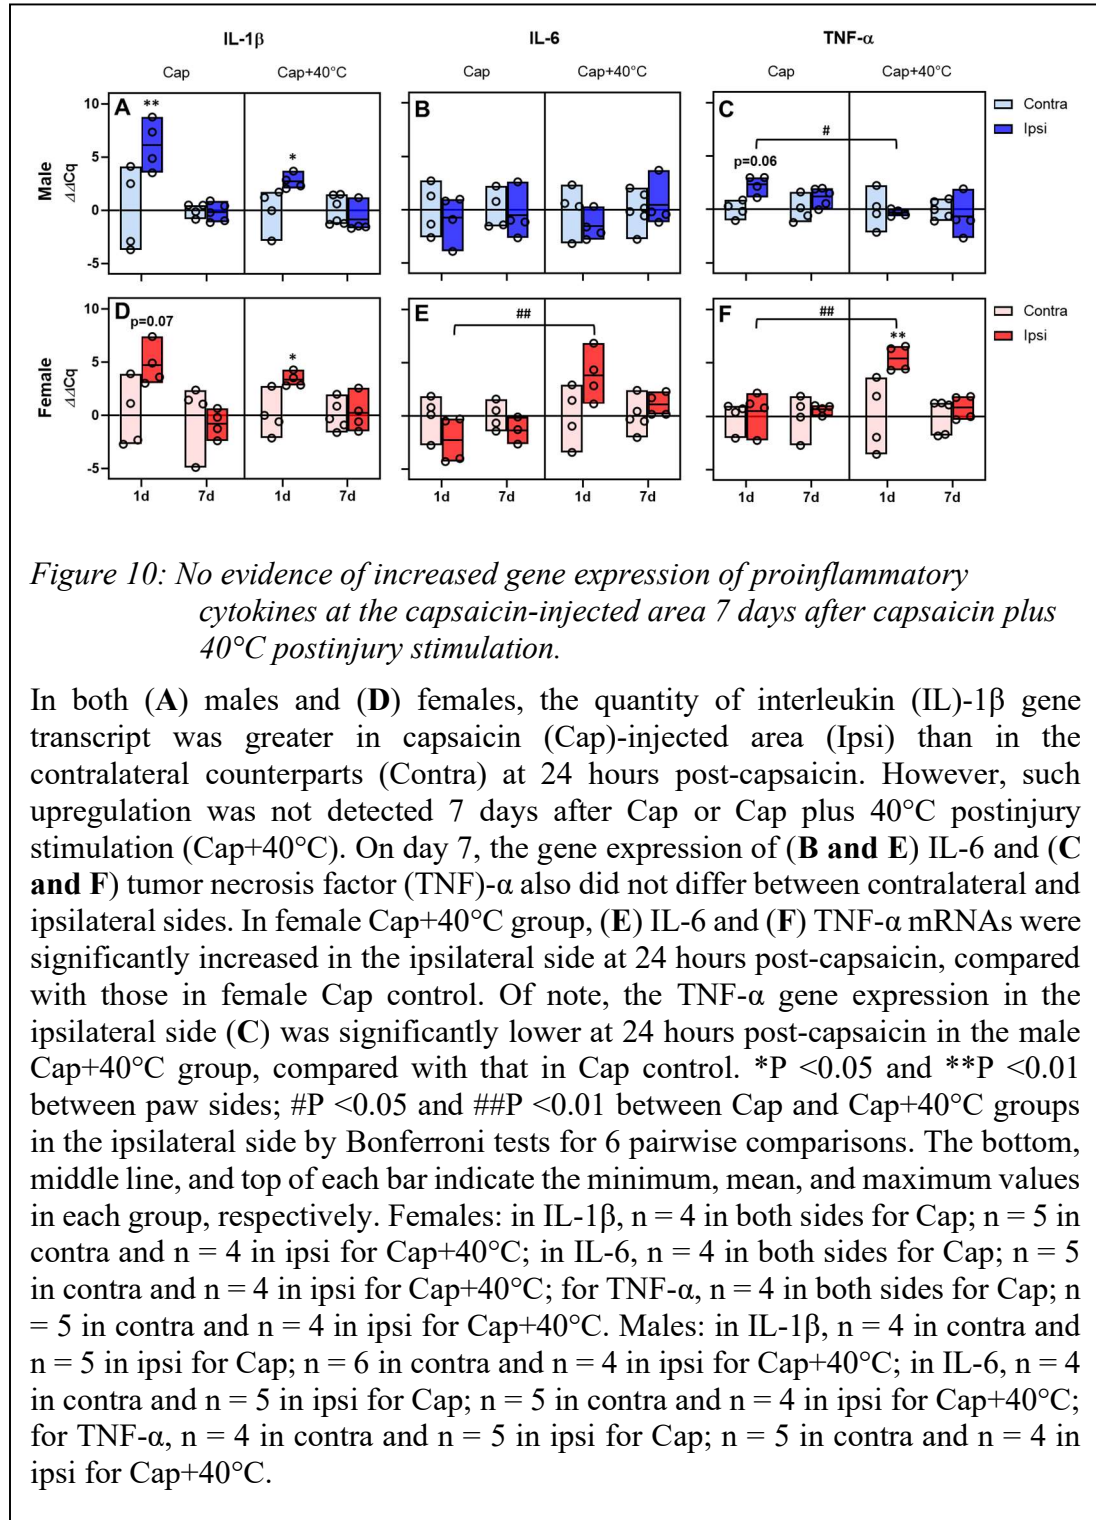 IL-1β IL-6 TNF-α
Cap Cap+40°C Cap Cap+40°C Cap Cap+40°C
A B C
** * p=0.06 #
10
5
0
-5
Male
ΔΔCq
Contra
Ipsi
D E F
p=0.07 * ## ## **
10
5
0
-5
Female
ΔΔCq
Contra
Ipsi
1d 7d 1d 7d 1d 7d 1d 7d 1d 7d 1d 7d
Figure 10: No evidence of increased gene expression of proinflammatory
cytokines at the capsaicin-injected area 7 days after capsaicin plus
40°C postinjury stimulation.
In both (A) males and (D) females, the quantity of interleukin (IL)-1β gene
transcript was greater in capsaicin (Cap)-injected area (Ipsi) than in the
contralateral counterparts (Contra) at 24 hours post-capsaicin. However, such
upregulation was not detected 7 days after Cap or Cap plus 40°C postinjury
stimulation (Cap+40°C). On day 7, the gene expression of (B and E) IL-6 and (C
and F) tumor necrosis factor (TNF)-α also did not differ between contralateral and
ipsilateral sides. In female Cap+40°C group, (E) IL-6 and (F) TNF-α mRNAs were
significantly increased in the ipsilateral side at 24 hours post-capsaicin, compared
with those in female Cap control. Of note, the TNF-α gene expression in the
ipsilateral side (C) was significantly lower at 24 hours post-capsaicin in the male
Cap+40°C group, compared with that in Cap control. *P <0.05 and **P <0.01
between paw sides; #P <0.05 and ##P <0.01 between Cap and Cap+40°C groups
in the ipsilateral side by Bonferroni tests for 6 pairwise comparisons. The bottom,
middle line, and top of each bar indicate the minimum, mean, and maximum values
in each group, respectively. Females: in IL-1β, n = 4 in both sides for Cap; n = 5 in
contra and n = 4 in ipsi for Cap+40°C; in IL-6, n = 4 in both sides for Cap; n = 5
in contra and n = 4 in ipsi for Cap+40°C; for TNF-α, n = 4 in both sides for Cap; n
= 5 in contra and n = 4 in ipsi for Cap+40°C. Males: in IL-1β, n = 4 in contra and
n = 5 in ipsi for Cap; n = 6 in contra and n = 4 in ipsi for Cap+40°C; in IL-6, n = 4
in contra and n = 5 in ipsi for Cap; n = 5 in contra and n = 4 in ipsi for Cap+40°C;
for TNF-α, n = 4 in contra and n = 5 in ipsi for Cap; n = 5 in contra and n = 4 in
ipsi for Cap+40°C.